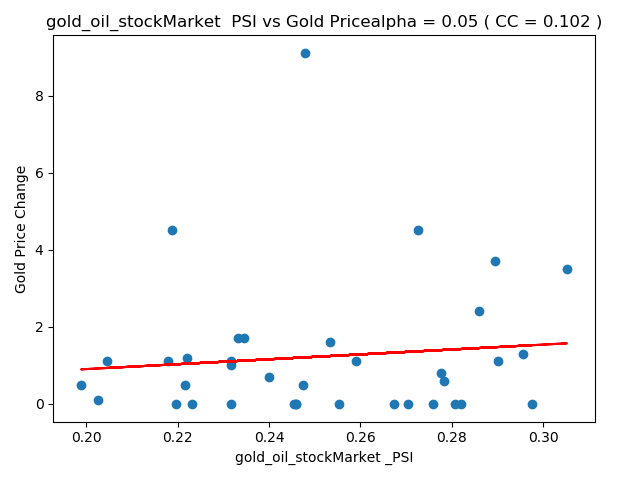 gold_oil_stockMarket  PSI vs Gold Pricealpha = 0.05 ( CC = 0.102 )
Gold Price Change
8
6
4
2
0
0.20 0.22 0.24 0.26 0.28 0.30
gold_oil_stockMarket _PSI